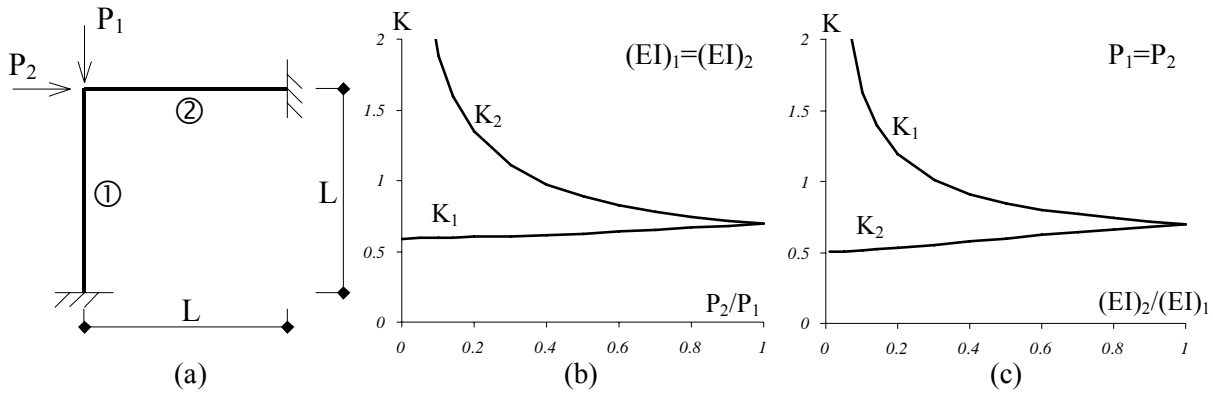 P₁
P₂
②
①
L
L
(a)
K
2
1.5
1
0.5
0
(EI)₁=(EI)₂
K₂
K₁
P₂/P₁
0 0.2 0.4 0.6 0.8 1
(b)
K
2
1.5
1
0.5
0
P₁=P₂
K₁
K₂
(EI)₂/(EI)₁
0 0.2 0.4 0.6 0.8 1
(c)